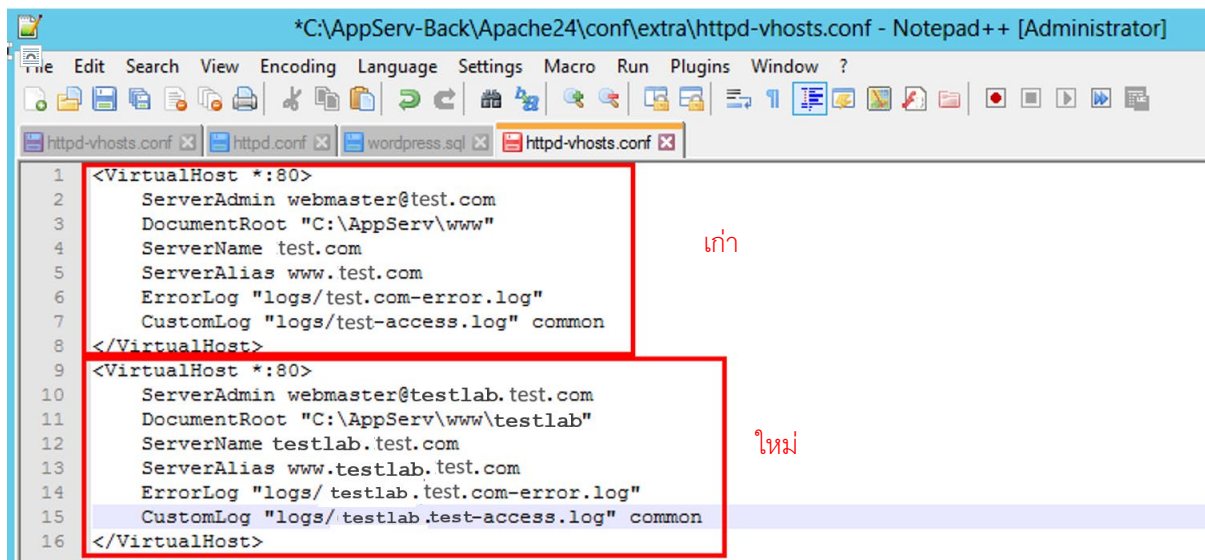 *C:\AppServ-Back\Apache24\conf\extra\httpd-vhosts.conf - Notepad++ [Administrator]
Edit Search View Encoding Language Settings Macro Run Plugins Window ?
httpd-vhosts.conf httpd.conf wordpress.sql httpd-vhosts.conf
1 <VirtualHost *:80>
2 ServerAdmin webmaster@test.com
3 DocumentRoot "C:\AppServ\www"
4 ServerName test.com
5 ServerAlias www.test.com
6 ErrorLog "logs/test.com-error.log"
7 CustomLog "logs/test-access.log" common
8 </VirtualHost>
เก่า
9 <VirtualHost *:80>
10 ServerAdmin webmaster@testlab.test.com
11 DocumentRoot "C:\AppServ\www\testlab"
12 ServerName testlab.test.com
13 ServerAlias www.testlab.test.com
14 ErrorLog "logs/ testlab.test.com-error.log"
15 CustomLog "logs/testlab.test-access.log" common
16 </VirtualHost>
ใหม่